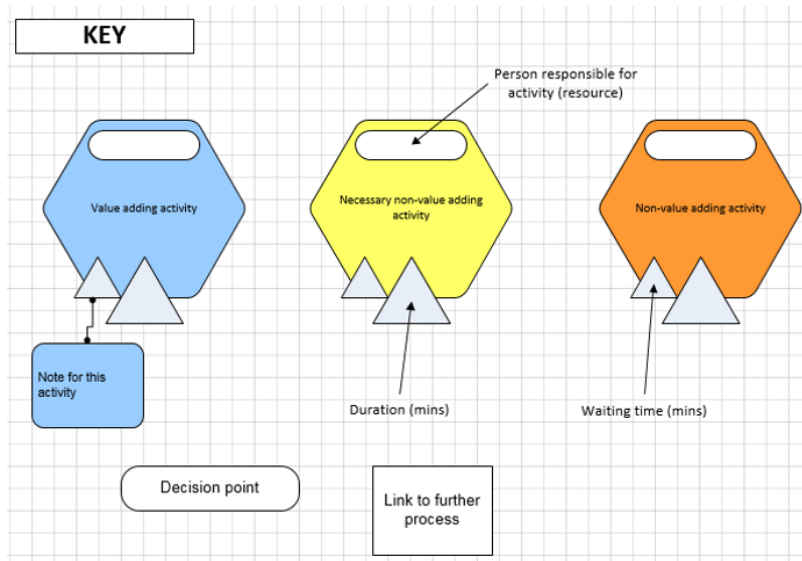 KEY
Person responsible for
activity (resource)
Value adding activity
Necessary non-value adding
activity
Non-value adding activity
Note for this
activity
Duration (mins)
Waiting time (mins)
Decision point
Link to further
process